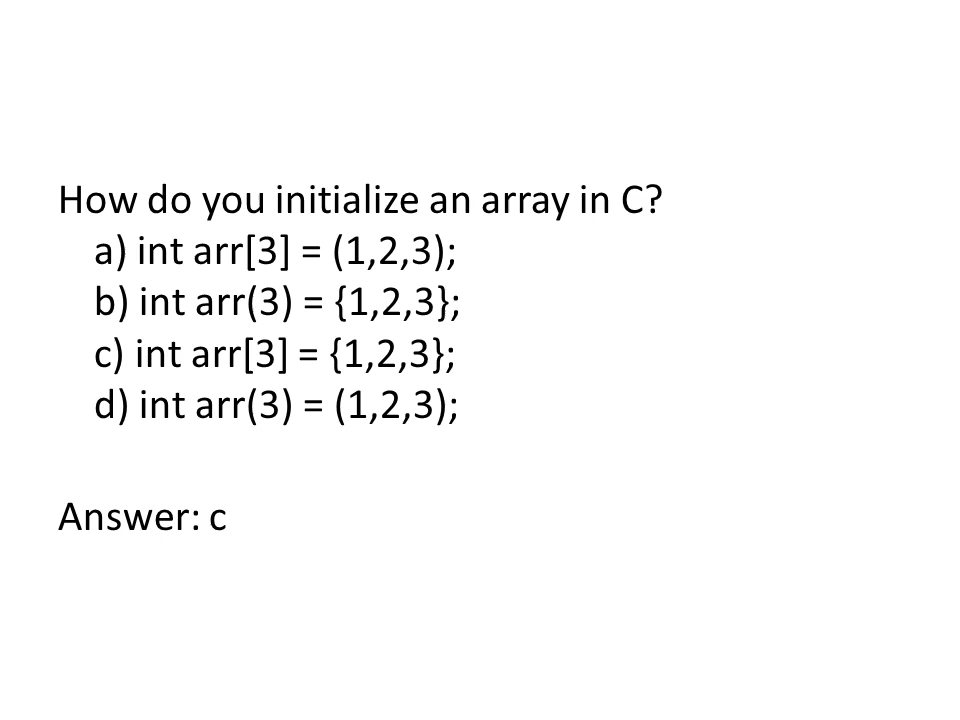 How do you initialize an array in C?
a) int arr[3] = (1,2,3);
b) int arr(3) = {1,2,3};
c) int arr[3] = {1,2,3};
d) int arr(3) = (1,2,3);
Answer: c